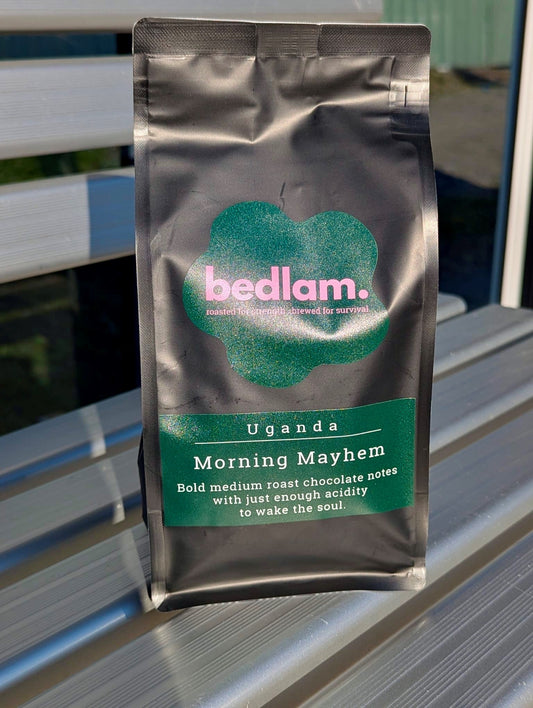 bedlam.
roasted for strength, brewed for survival
Uganda
Morning Mayhem
Bold medium roast chocolate notes
with just enough acidity
to wake the soul.